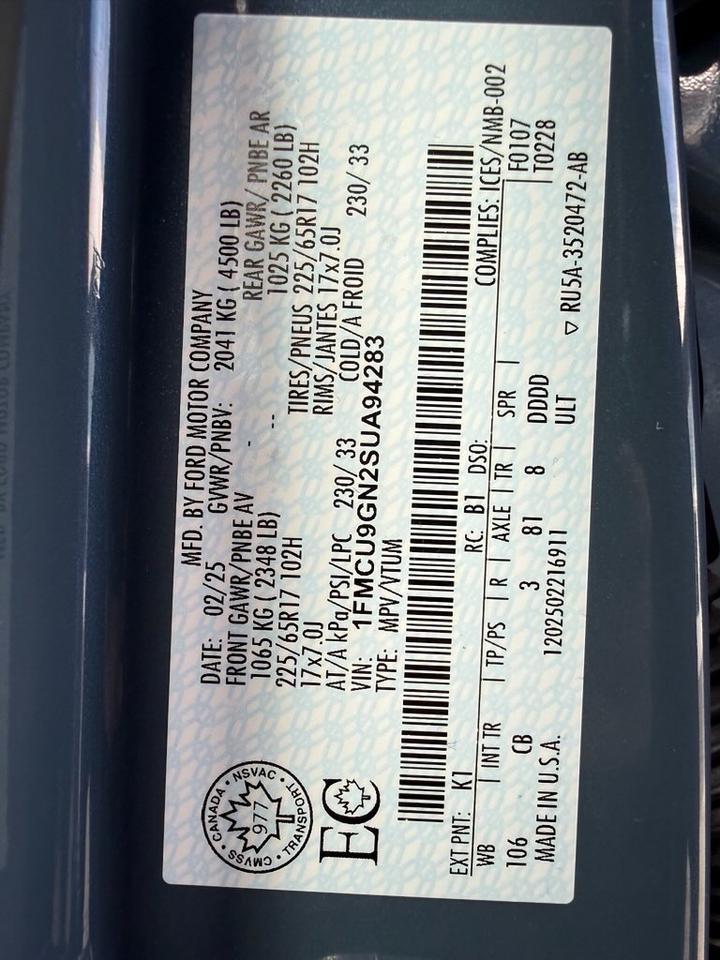 MFD. BY FORD MOTOR COMPANY
DATE: 02/25 GVWR/PNBV: 2041 KG ( 4500 LB)
FRONT GAWR/PNBE AV - REAR GAWR/ PNBE AR
1065 KG ( 2348 LB) -- 1025 KG ( 2260 LB)
225/65R17 102H TIRES/PNEUS 225/65R17 102H
17x7.0J RIMS/JANTES 17x7.0J
AT/A kPa/PSI/LPC 230/ 33 COLD/A FROID 230/ 33
VIN: 1FMCU9GN2SUA94283
TYPE: MPV/VTUM
CANADA • NSVAC • TRANSPORT • CMVSS •
977
EC
EXT PNT: K1 RC: B1 DSO: COMPLIES: ICES/NMB-002
WB | INT TR | TP/PS | R | AXLE | TR | SPR | F0107
106 CB 3 81 8 DDDD T0228
MADE IN U.S.A. 1202502216911 ULT ▽ RU5A-3520472-AB